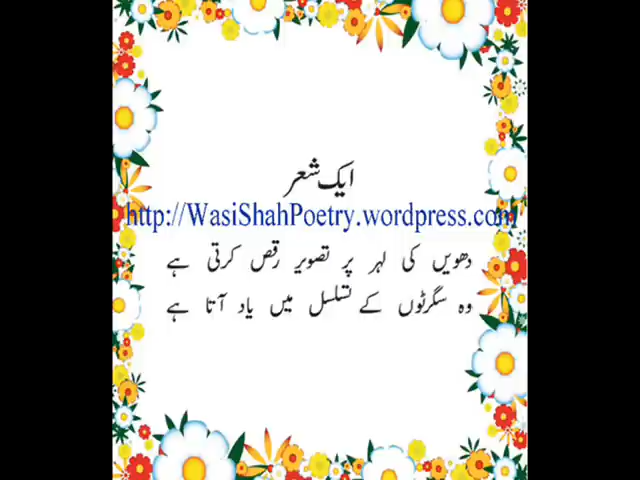 ایک شعر
http://WasiShahPoetry.wordpress.com/
دھویں کی لہر پر تصویر رقص کرتی ہے
وہ سگرٹوں کے تسلسل میں یاد آتا ہے